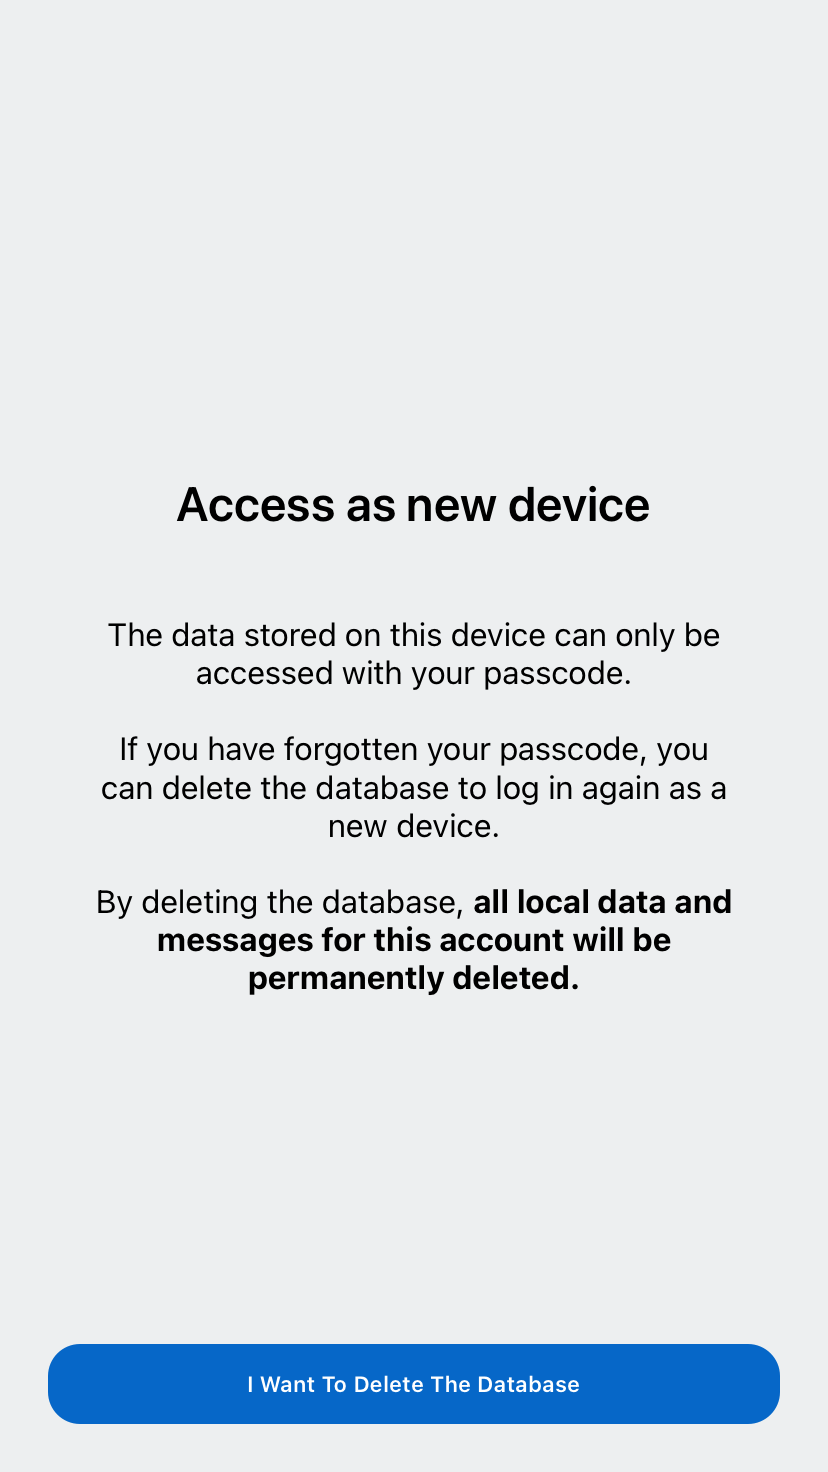 Access as new device
The data stored on this device can only be
accessed with your passcode.
If you have forgotten your passcode, you
can delete the database to log in again as a
new device.
By deleting the database, all local data and
messages for this account will be
permanently deleted.
I Want To Delete The Database